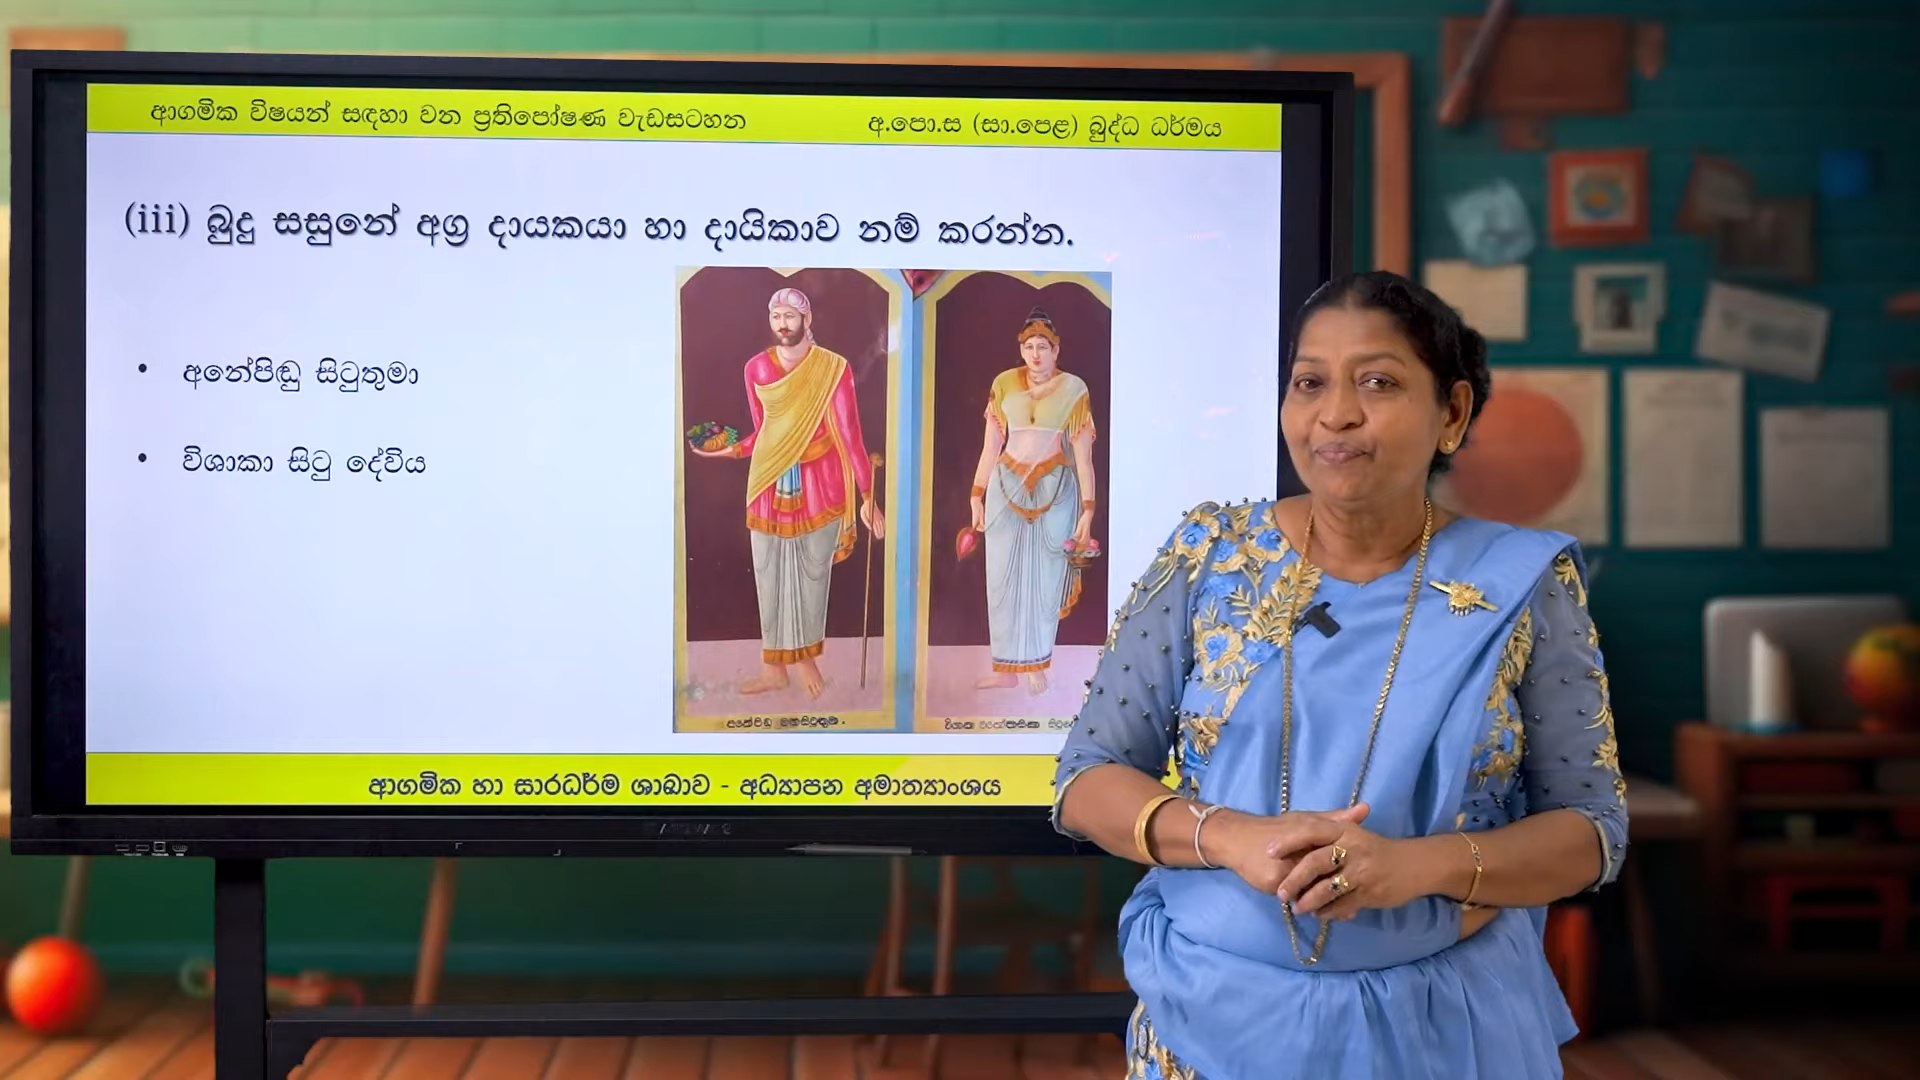 ආගමික විෂයන් සඳහා වන ප්‍රතිපෝෂණ වැඩසටහන
අ.පො.ස (සා.පෙළ) බුද්ධ ධර්මය
(iii) බුදු සසුනේ අග්‍ර දායකයා හා දායිකාව නම් කරන්න.
• අනේපිඬු සිටුතුමා
• විශාකා සිටු දේවිය
ආගමික හා සාරධර්ම ශාඛාව - අධ්‍යාපන අමාත්‍යාංශය